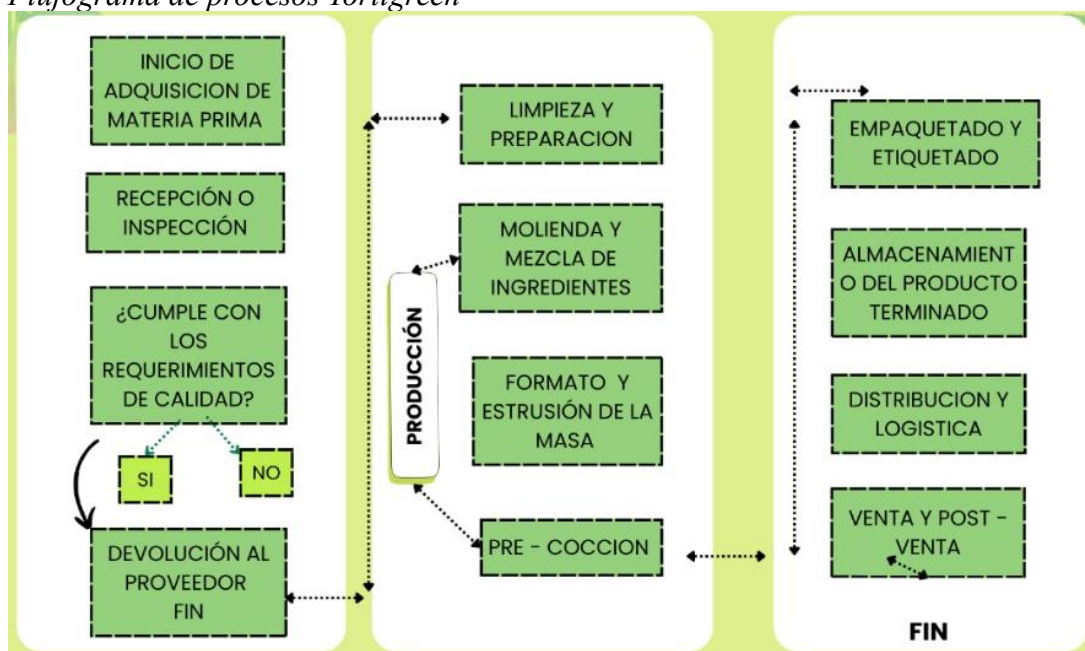 Flujograma de procesos Tortigreen
INICIO DE
ADQUISICION DE
MATERIA PRIMA
RECEPCIÓN O
INSPECCIÓN
¿CUMPLE CON
LOS
REQUERIMIENTOS
DE CALIDAD?
SI
NO
DEVOLUCIÓN AL
PROVEEDOR
FIN
PRODUCCIÓN
LIMPIEZA Y
PREPARACION
MOLIENDA Y
MEZCLA DE
INGREDIENTES
FORMATO Y
ESTRUSIÓN DE LA
MASA
PRE - COCCION
EMPAQUETADO Y
ETIQUETADO
ALMACENAMIENT
O DEL PRODUCTO
TERMINADO
DISTRIBUCION Y
LOGISTICA
VENTA Y POST -
VENTA
FIN